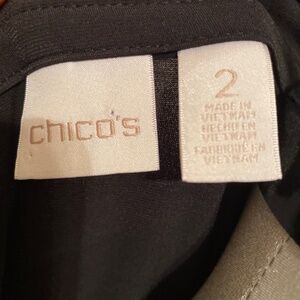 chico's
2
MADE IN
VIETNAM
HECHO EN
VIETNAM
FABRIQUÉ EN
VIETNAM